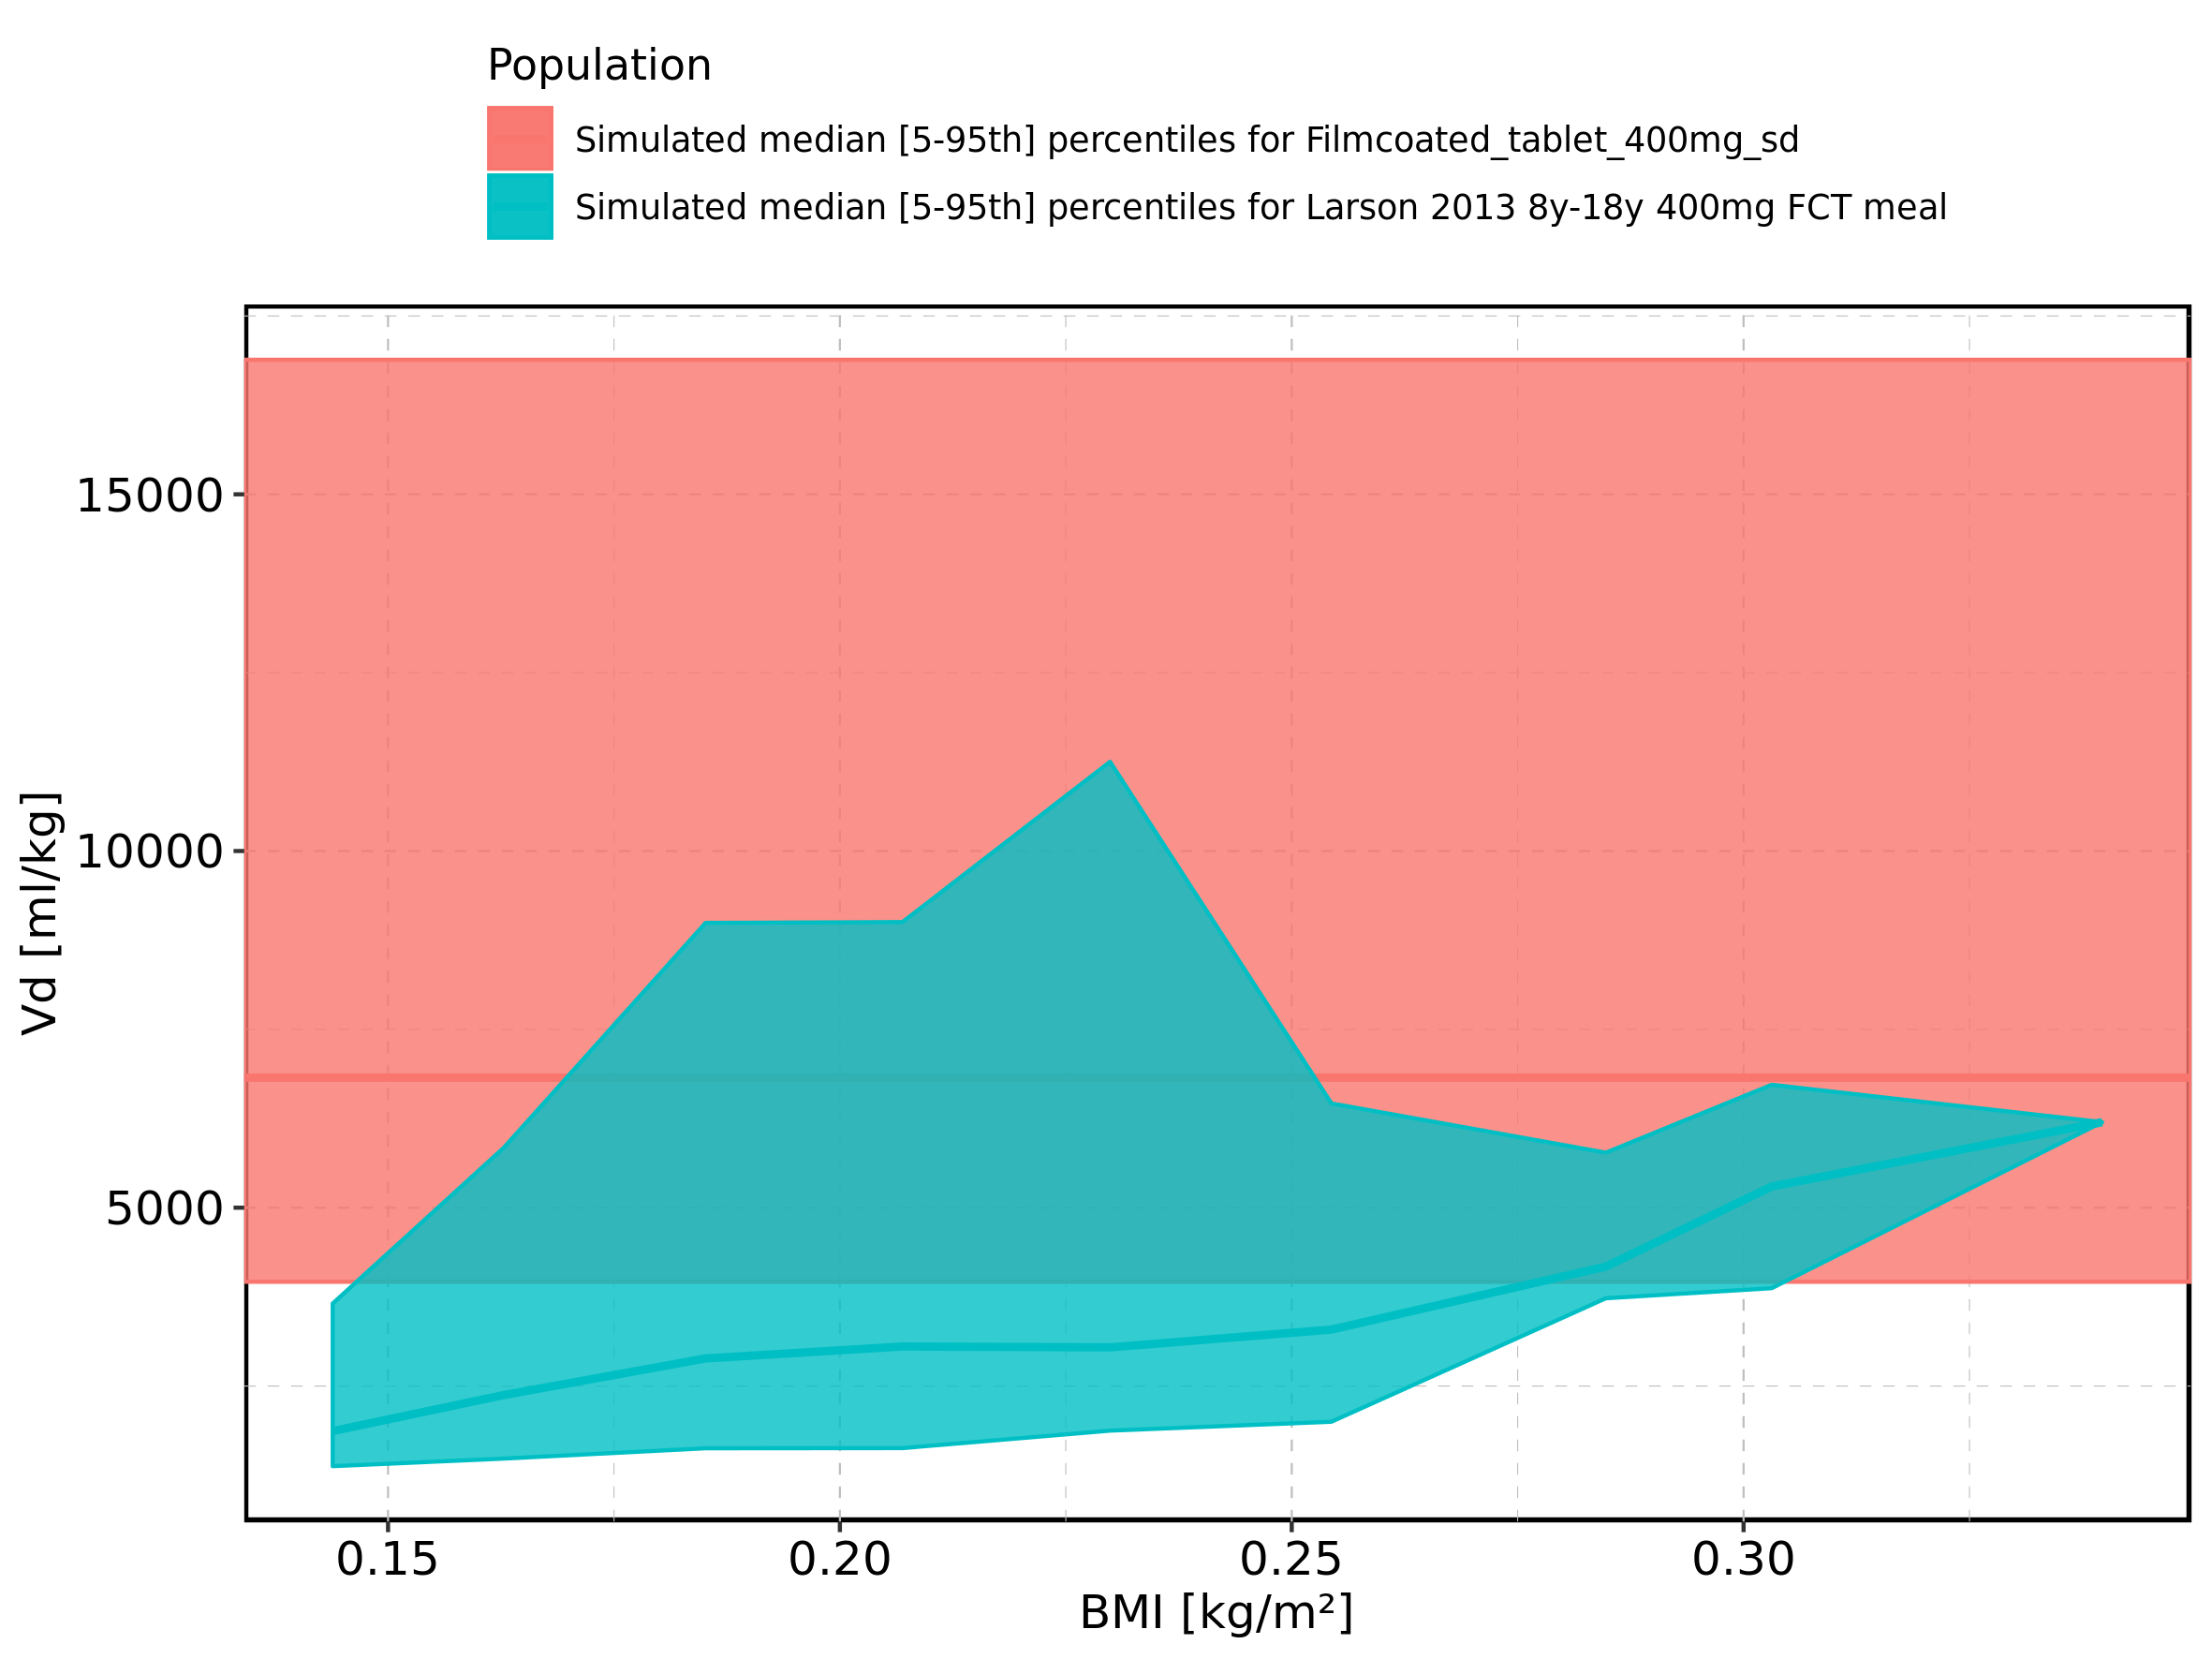 Population
Simulated median [5-95th] percentiles for Filmcoated_tablet_400mg_sd
Simulated median [5-95th] percentiles for Larson 2013 8y-18y 400mg FCT meal
Vd [ml/kg]
15000
10000
5000
0.15 0.20 0.25 0.30
BMI [kg/m²]